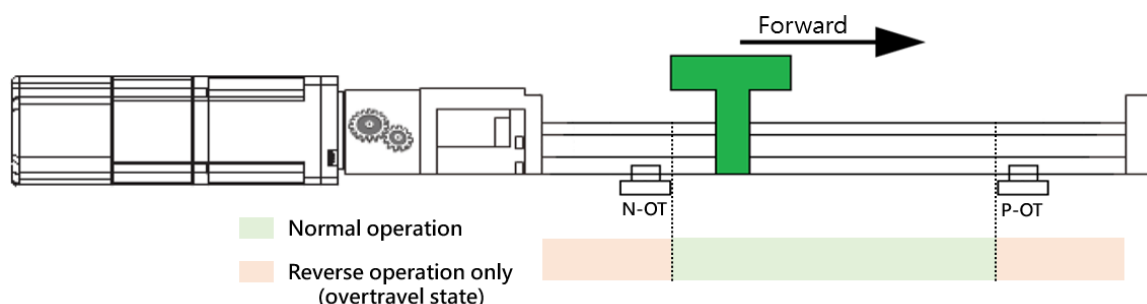 Forward
N-OT
P-OT
Normal operation
Reverse operation only
(overtravel state)